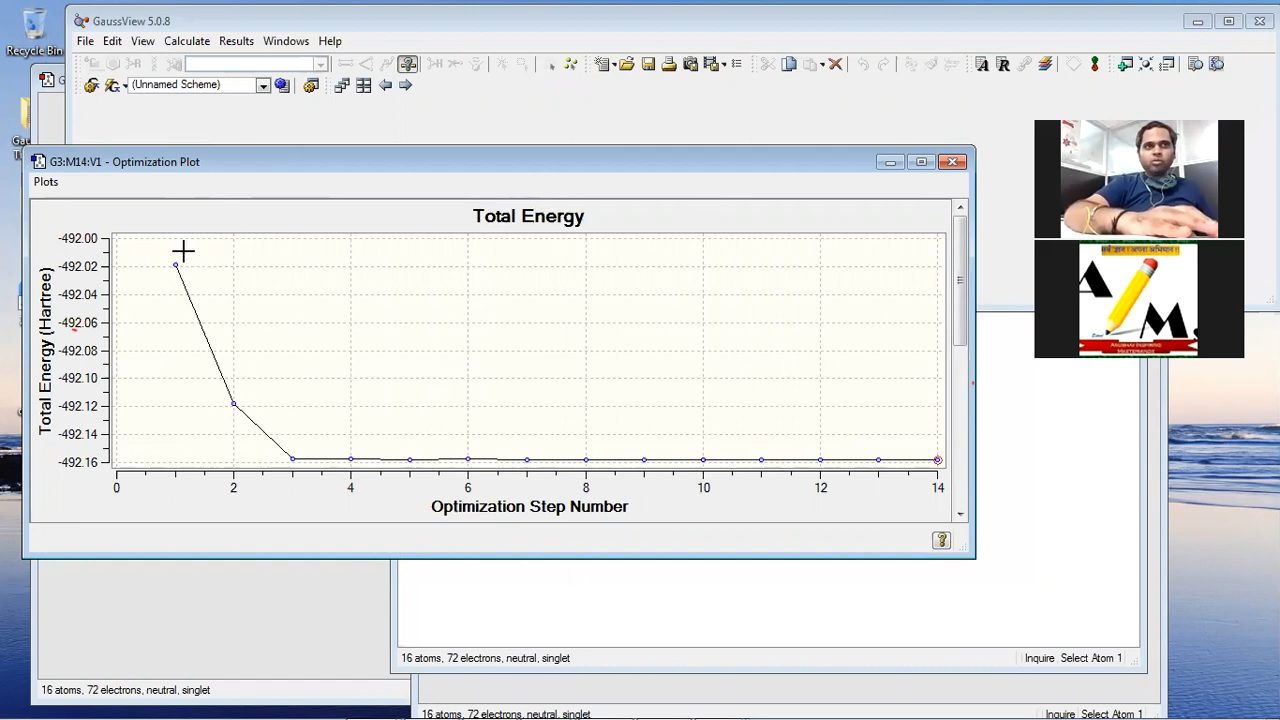 Recycle Bin
GaussView 5.0.8
File Edit View Calculate Results Windows Help
(Unnamed Scheme)
G3:M14:V1 - Optimization Plot
Plots
Total Energy
Total Energy (Hartree)
-492.00
-492.02
-492.04
-492.06
-492.08
-492.10
-492.12
-492.14
-492.16
0 2 4 6 8 10 12 14
Optimization Step Number
A
M
16 atoms, 72 electrons, neutral, singlet
Inquire Select Atom 1
16 atoms, 72 electrons, neutral, singlet
16 atoms, 72 electrons, neutral, singlet
Inquire Select Atom 1